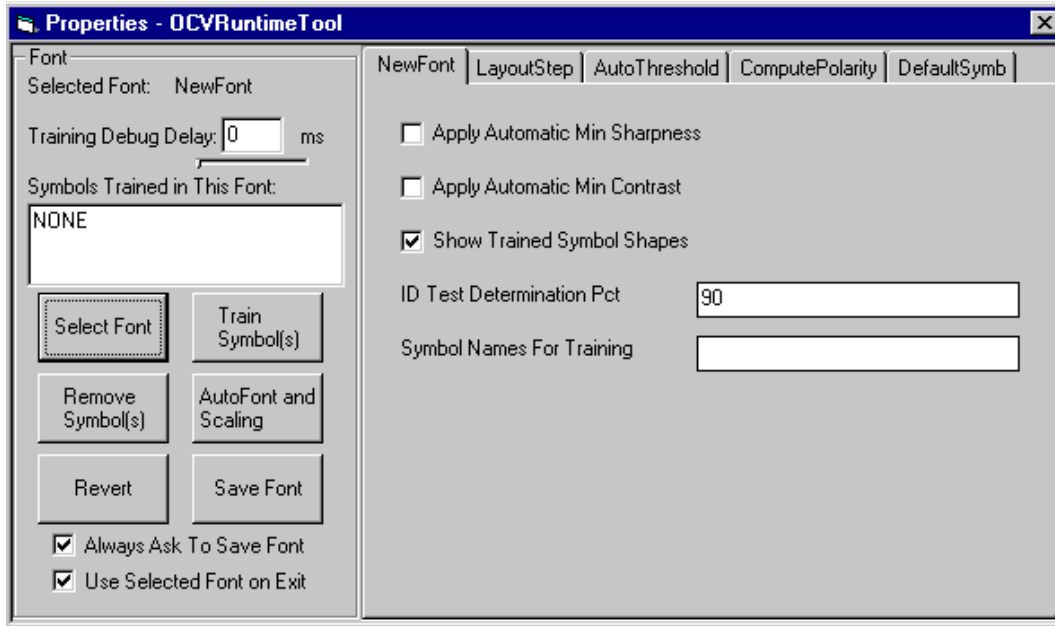 Properties - OCVRuntimeTool
Font
Selected Font: NewFont
Training Debug Delay: 0 ms
Symbols Trained in This Font:
NONE
Select Font
Train
Symbol(s)
Remove
Symbol(s)
AutoFont and
Scaling
Revert
Save Font
Always Ask To Save Font
Use Selected Font on Exit
NewFont LayoutStep AutoThreshold ComputePolarity DefaultSymb
Apply Automatic Min Sharpness
Apply Automatic Min Contrast
Show Trained Symbol Shapes
ID Test Determination Pct 90
Symbol Names For Training